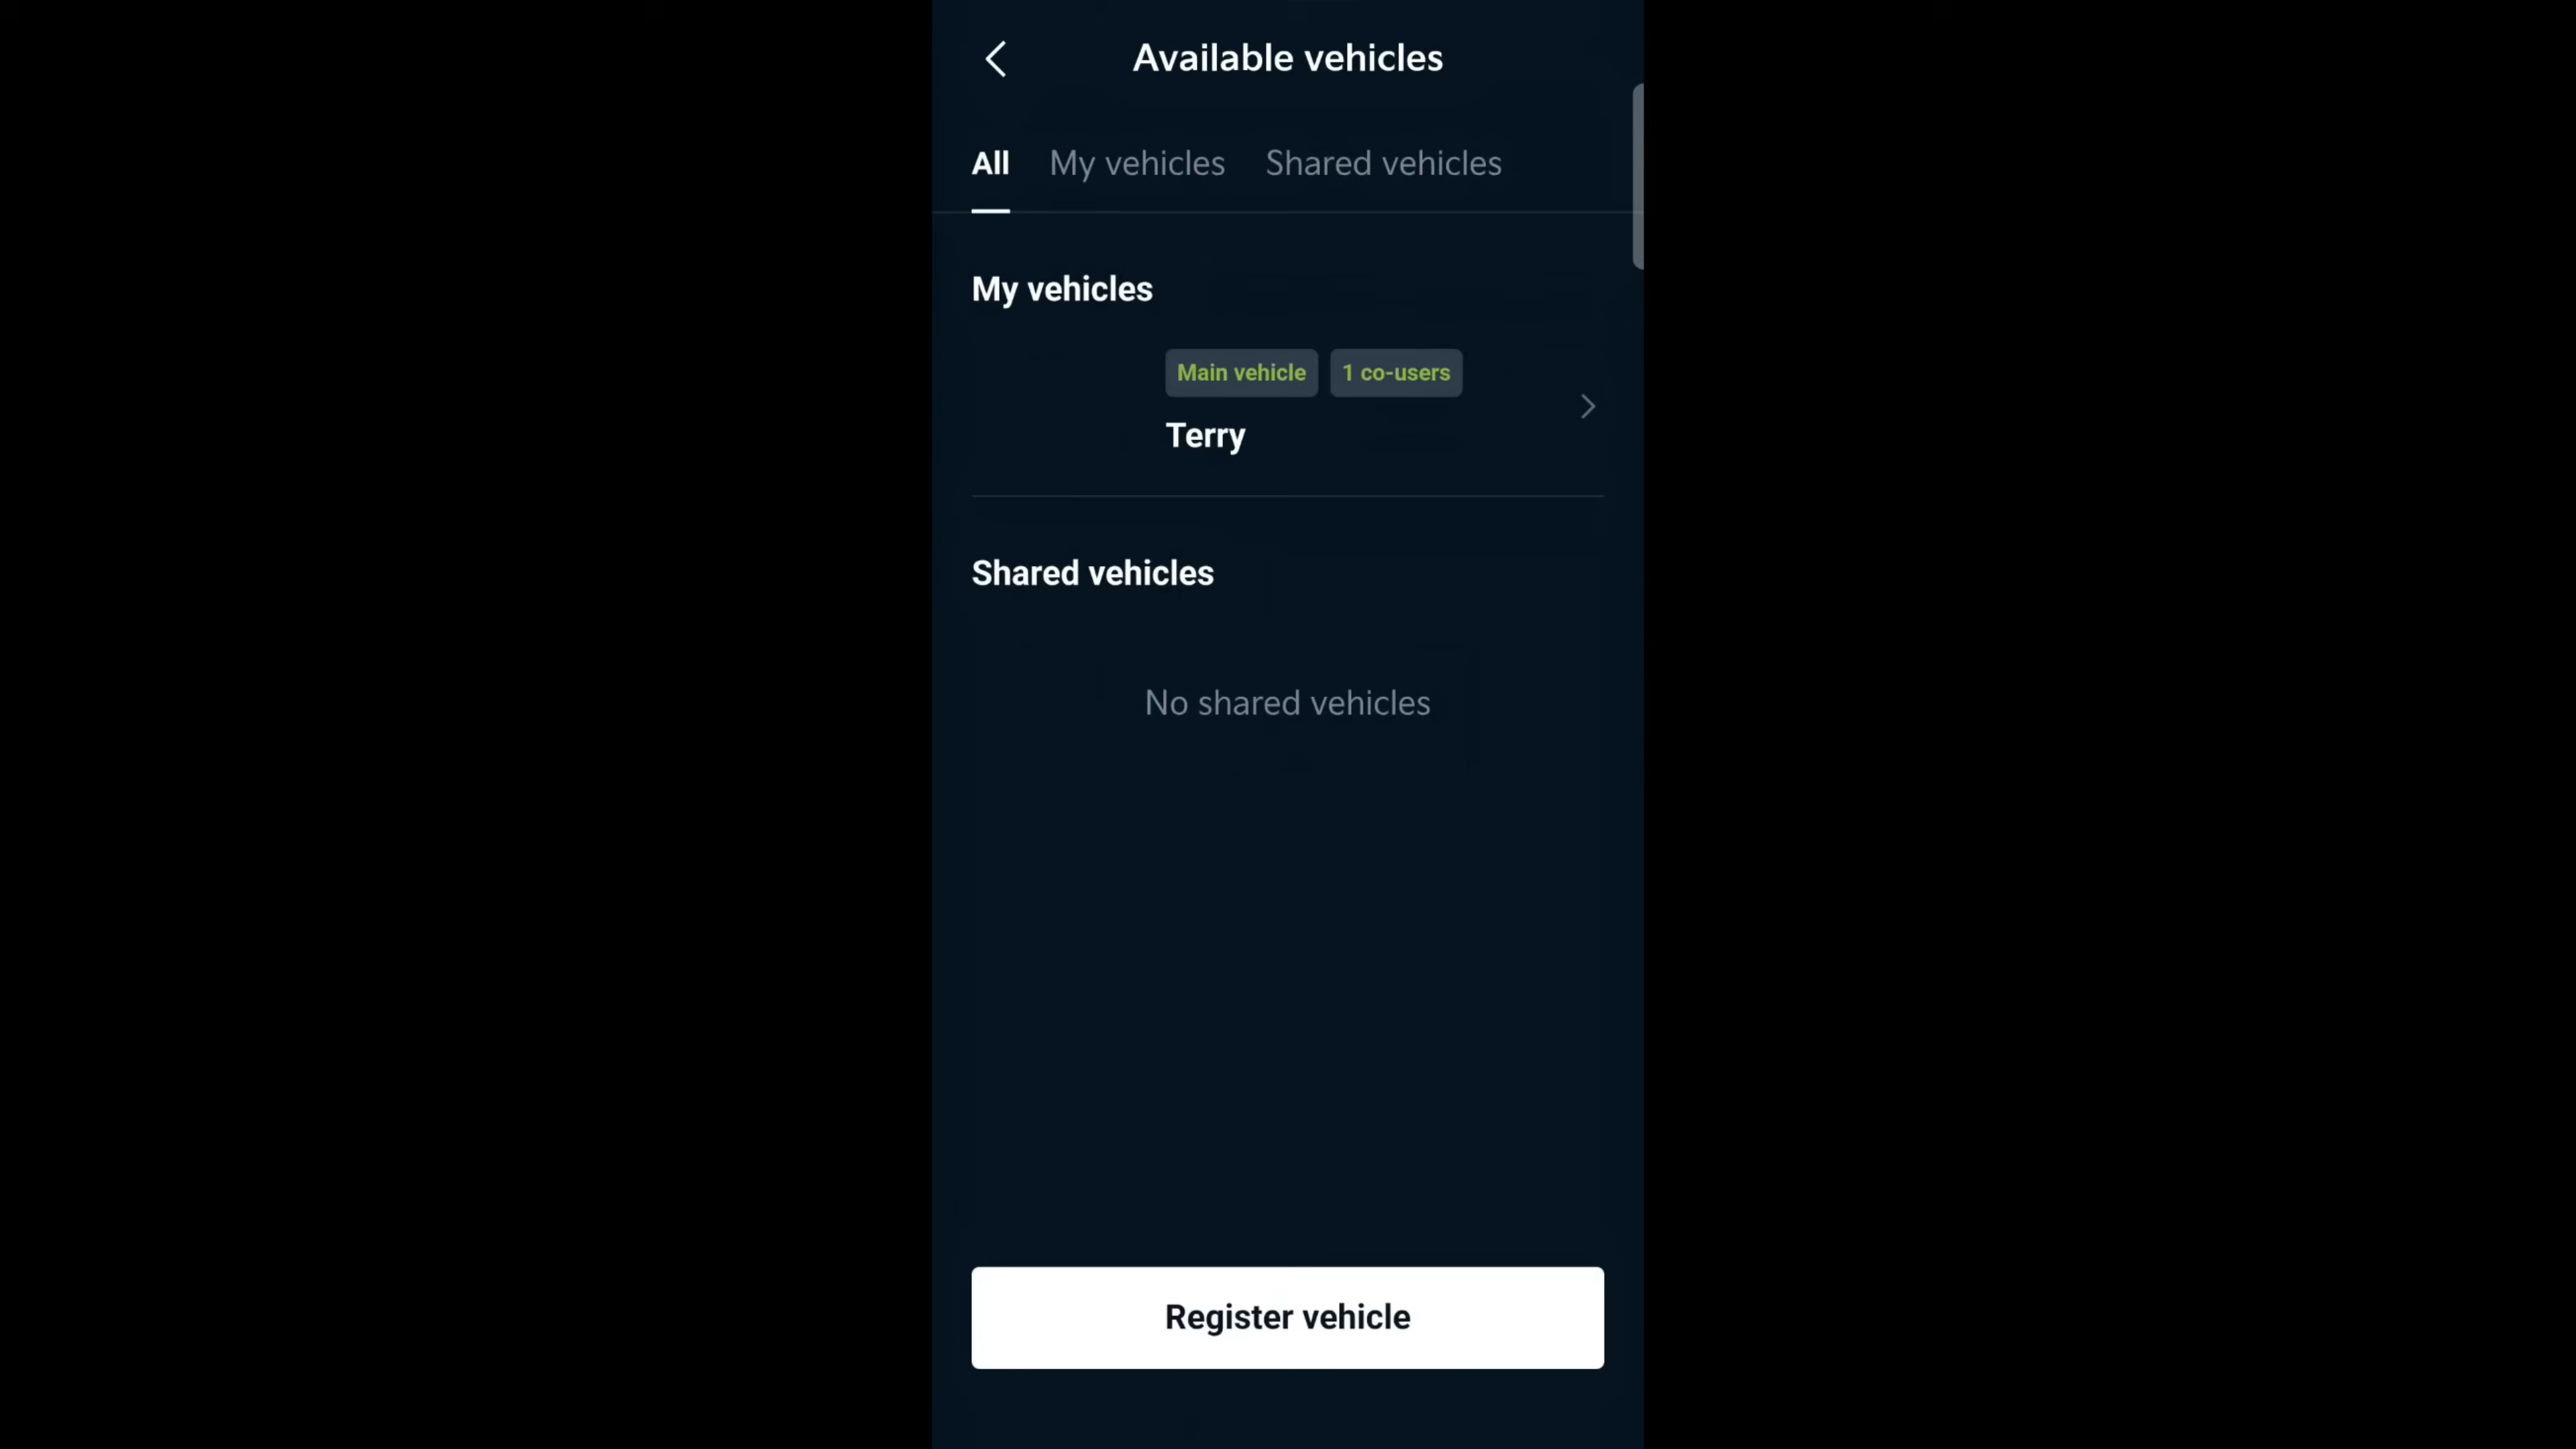 Available vehicles
All My vehicles Shared vehicles
My vehicles
Main vehicle 1 co-users
Terry
Shared vehicles
No shared vehicles
Register vehicle